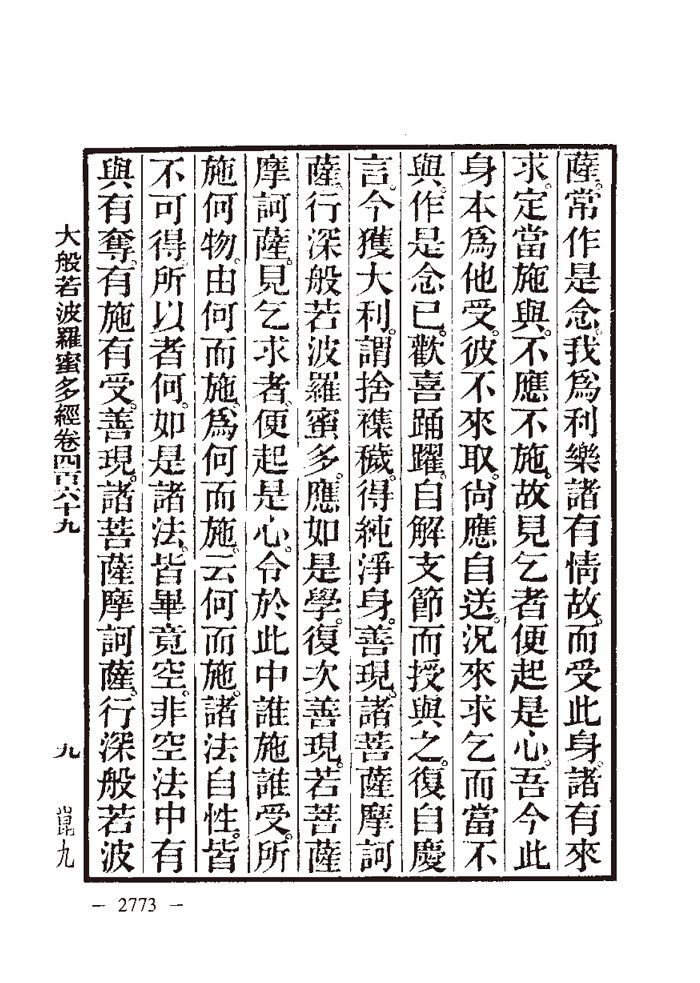 薩。常作是念。我為利樂諸有情故。而受此身。諸有來
求。定當施與。不應不施。故見乞者便起是心。吾今此
身本為他受。彼不來取。尙應自送。況來求乞而當不
與。作是念已。歡喜踊躍。自解支節而授與之。復自慶
言。今獲大利。謂捨襍穢。得純淨身。善現。諸菩薩摩訶
薩。行深般若波羅蜜多。應如是學。復次善現。若菩薩
摩訶薩。見乞求者。便起是心。今於此中誰施誰受。所
施何物。由何而施。為何而施。云何而施。諸法自性。皆
不可得。所以者何。如是諸法。皆畢竟空。非空法中有
與有奪。有施有受。善現。諸菩薩摩訶薩。行深般若波
大般若波羅蜜多經卷四百六十九
九
崑九
— 2773 —